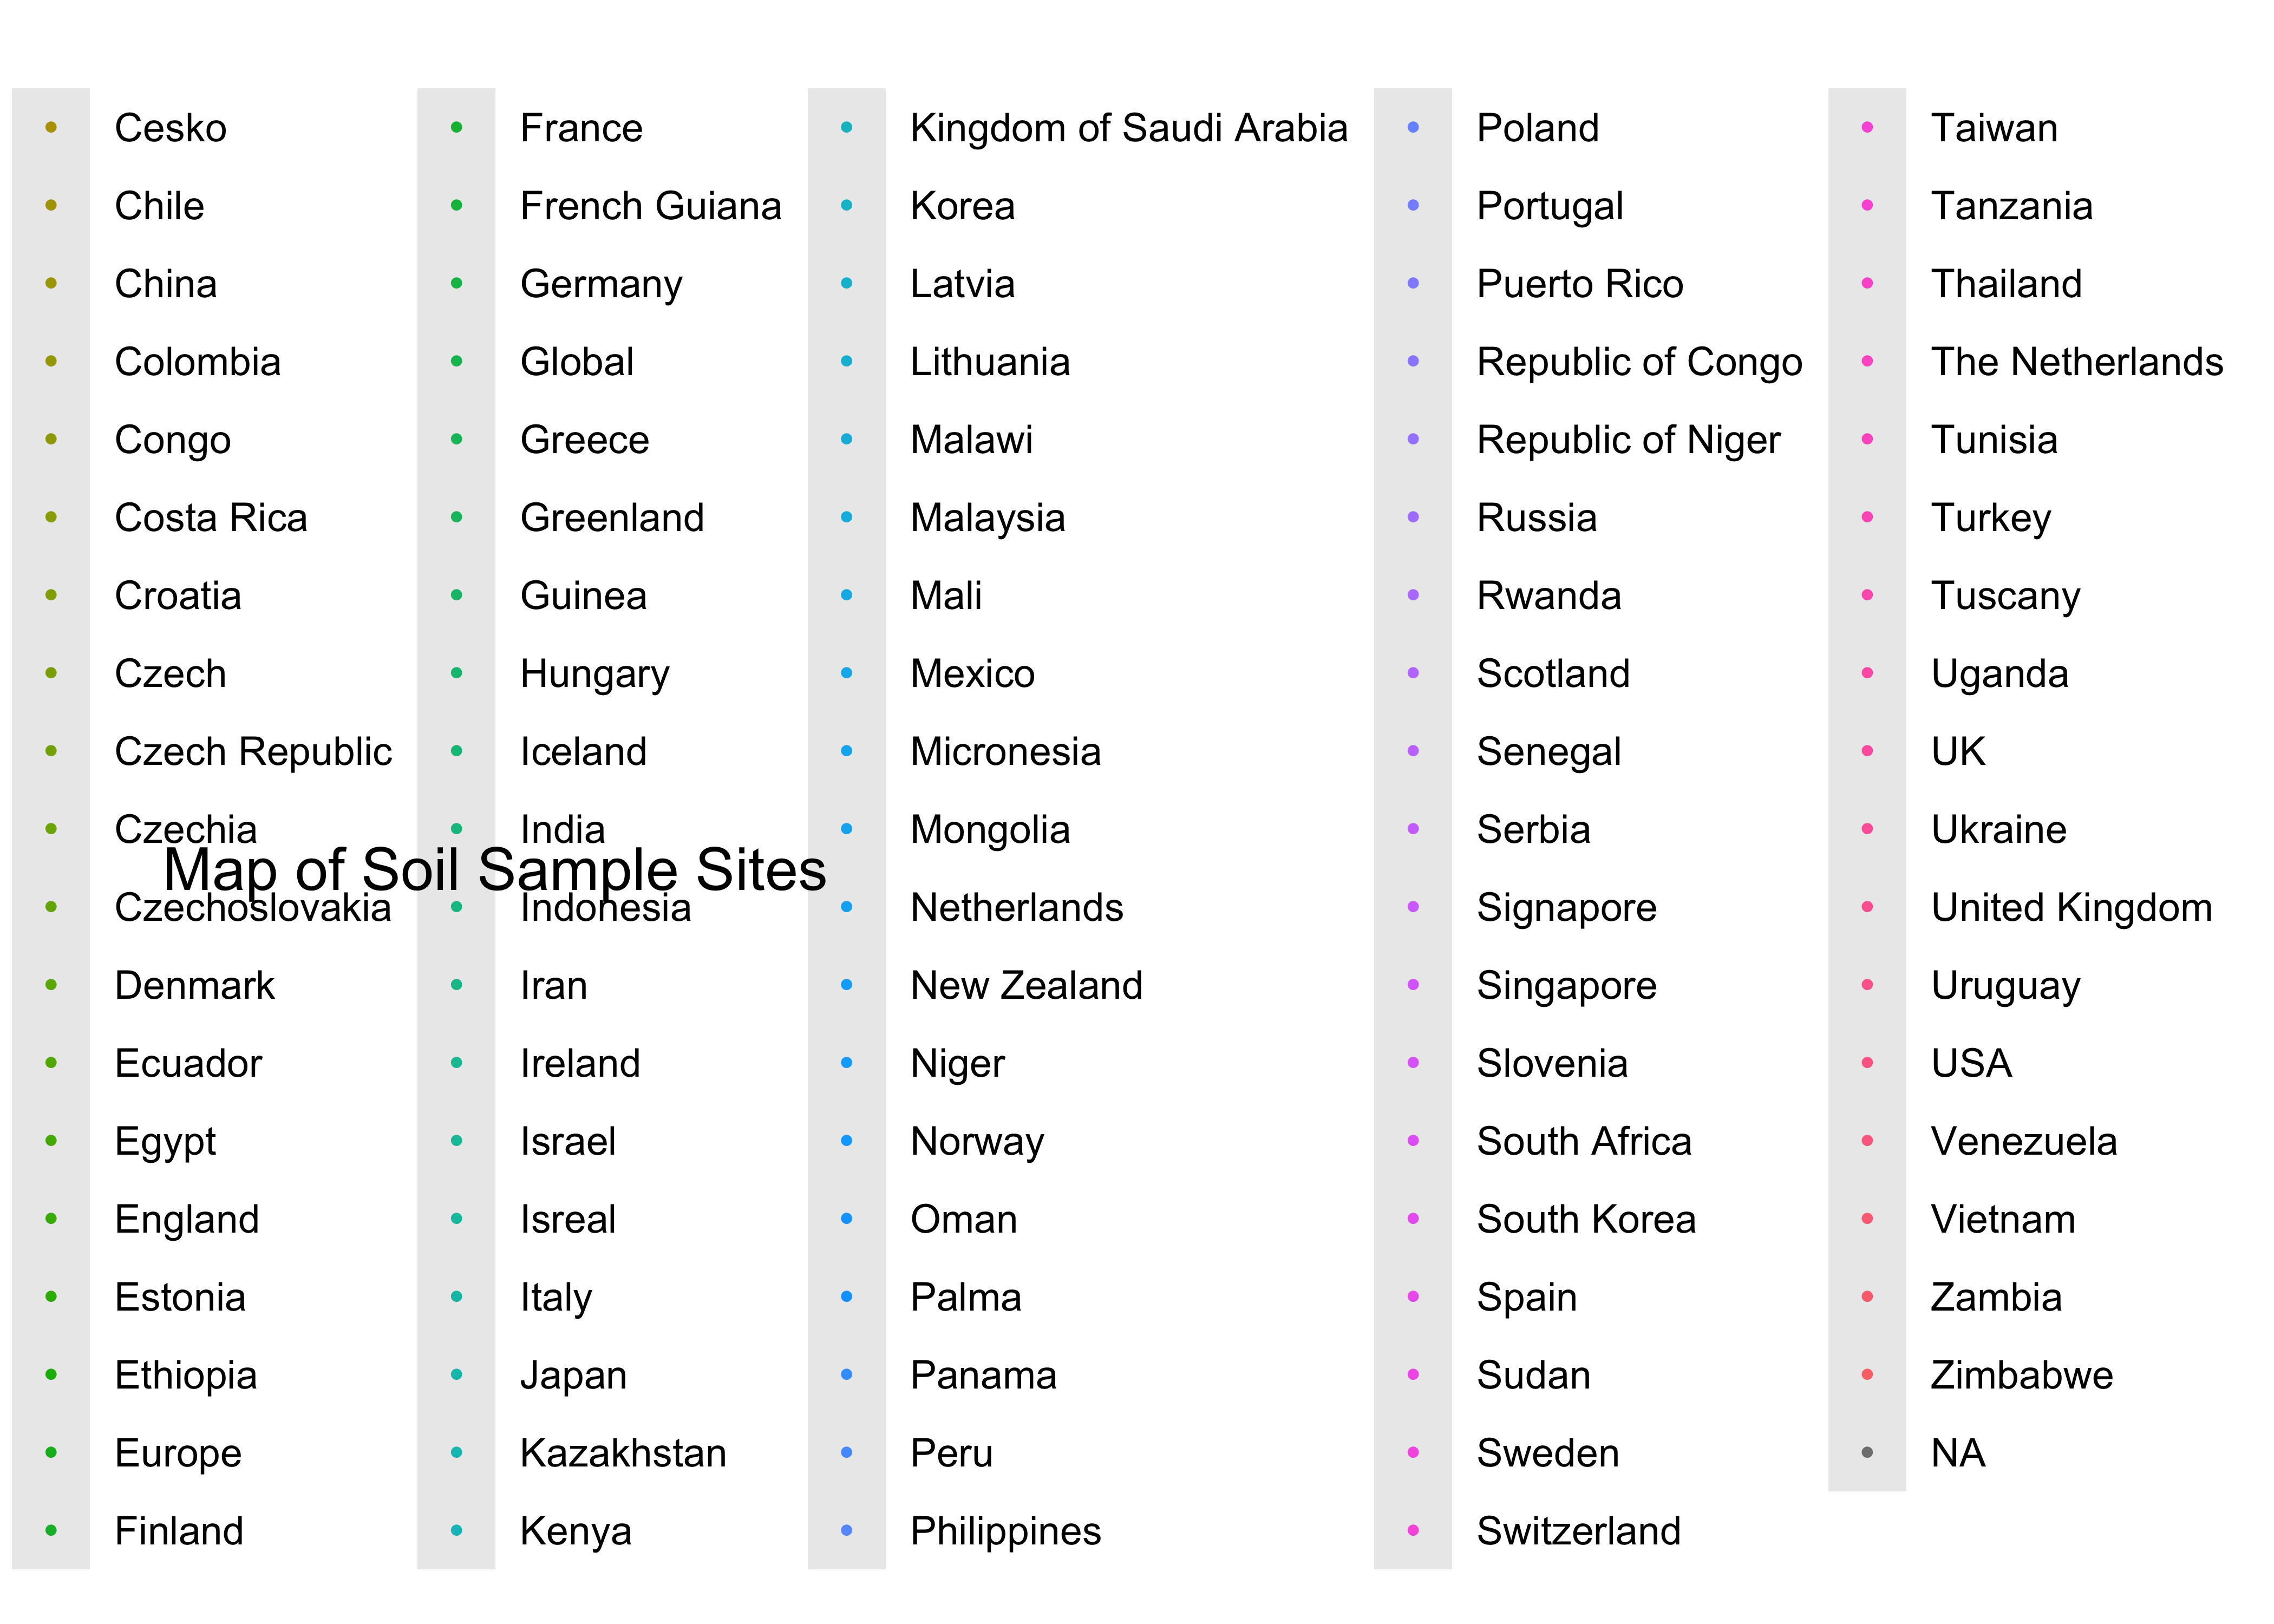 Cesko
Chile
China
Colombia
Congo
Costa Rica
Croatia
Czech
Czech Republic
Czechia
Czechoslovakia
Denmark
Ecuador
Egypt
England
Estonia
Ethiopia
Europe
Finland
France
French Guiana
Germany
Global
Greece
Greenland
Guinea
Hungary
Iceland
India
Indonesia
Iran
Ireland
Israel
Isreal
Italy
Japan
Kazakhstan
Kenya
Kingdom of Saudi Arabia
Korea
Latvia
Lithuania
Malawi
Malaysia
Mali
Mexico
Micronesia
Mongolia
Netherlands
New Zealand
Niger
Norway
Oman
Palma
Panama
Peru
Philippines
Poland
Portugal
Puerto Rico
Republic of Congo
Republic of Niger
Russia
Rwanda
Scotland
Senegal
Serbia
Signapore
Singapore
Slovenia
South Africa
South Korea
Spain
Sudan
Sweden
Switzerland
Taiwan
Tanzania
Thailand
The Netherlands
Tunisia
Turkey
Tuscany
Uganda
UK
Ukraine
United Kingdom
Uruguay
USA
Venezuela
Vietnam
Zambia
Zimbabwe
NA
Map of Soil Sample Sites